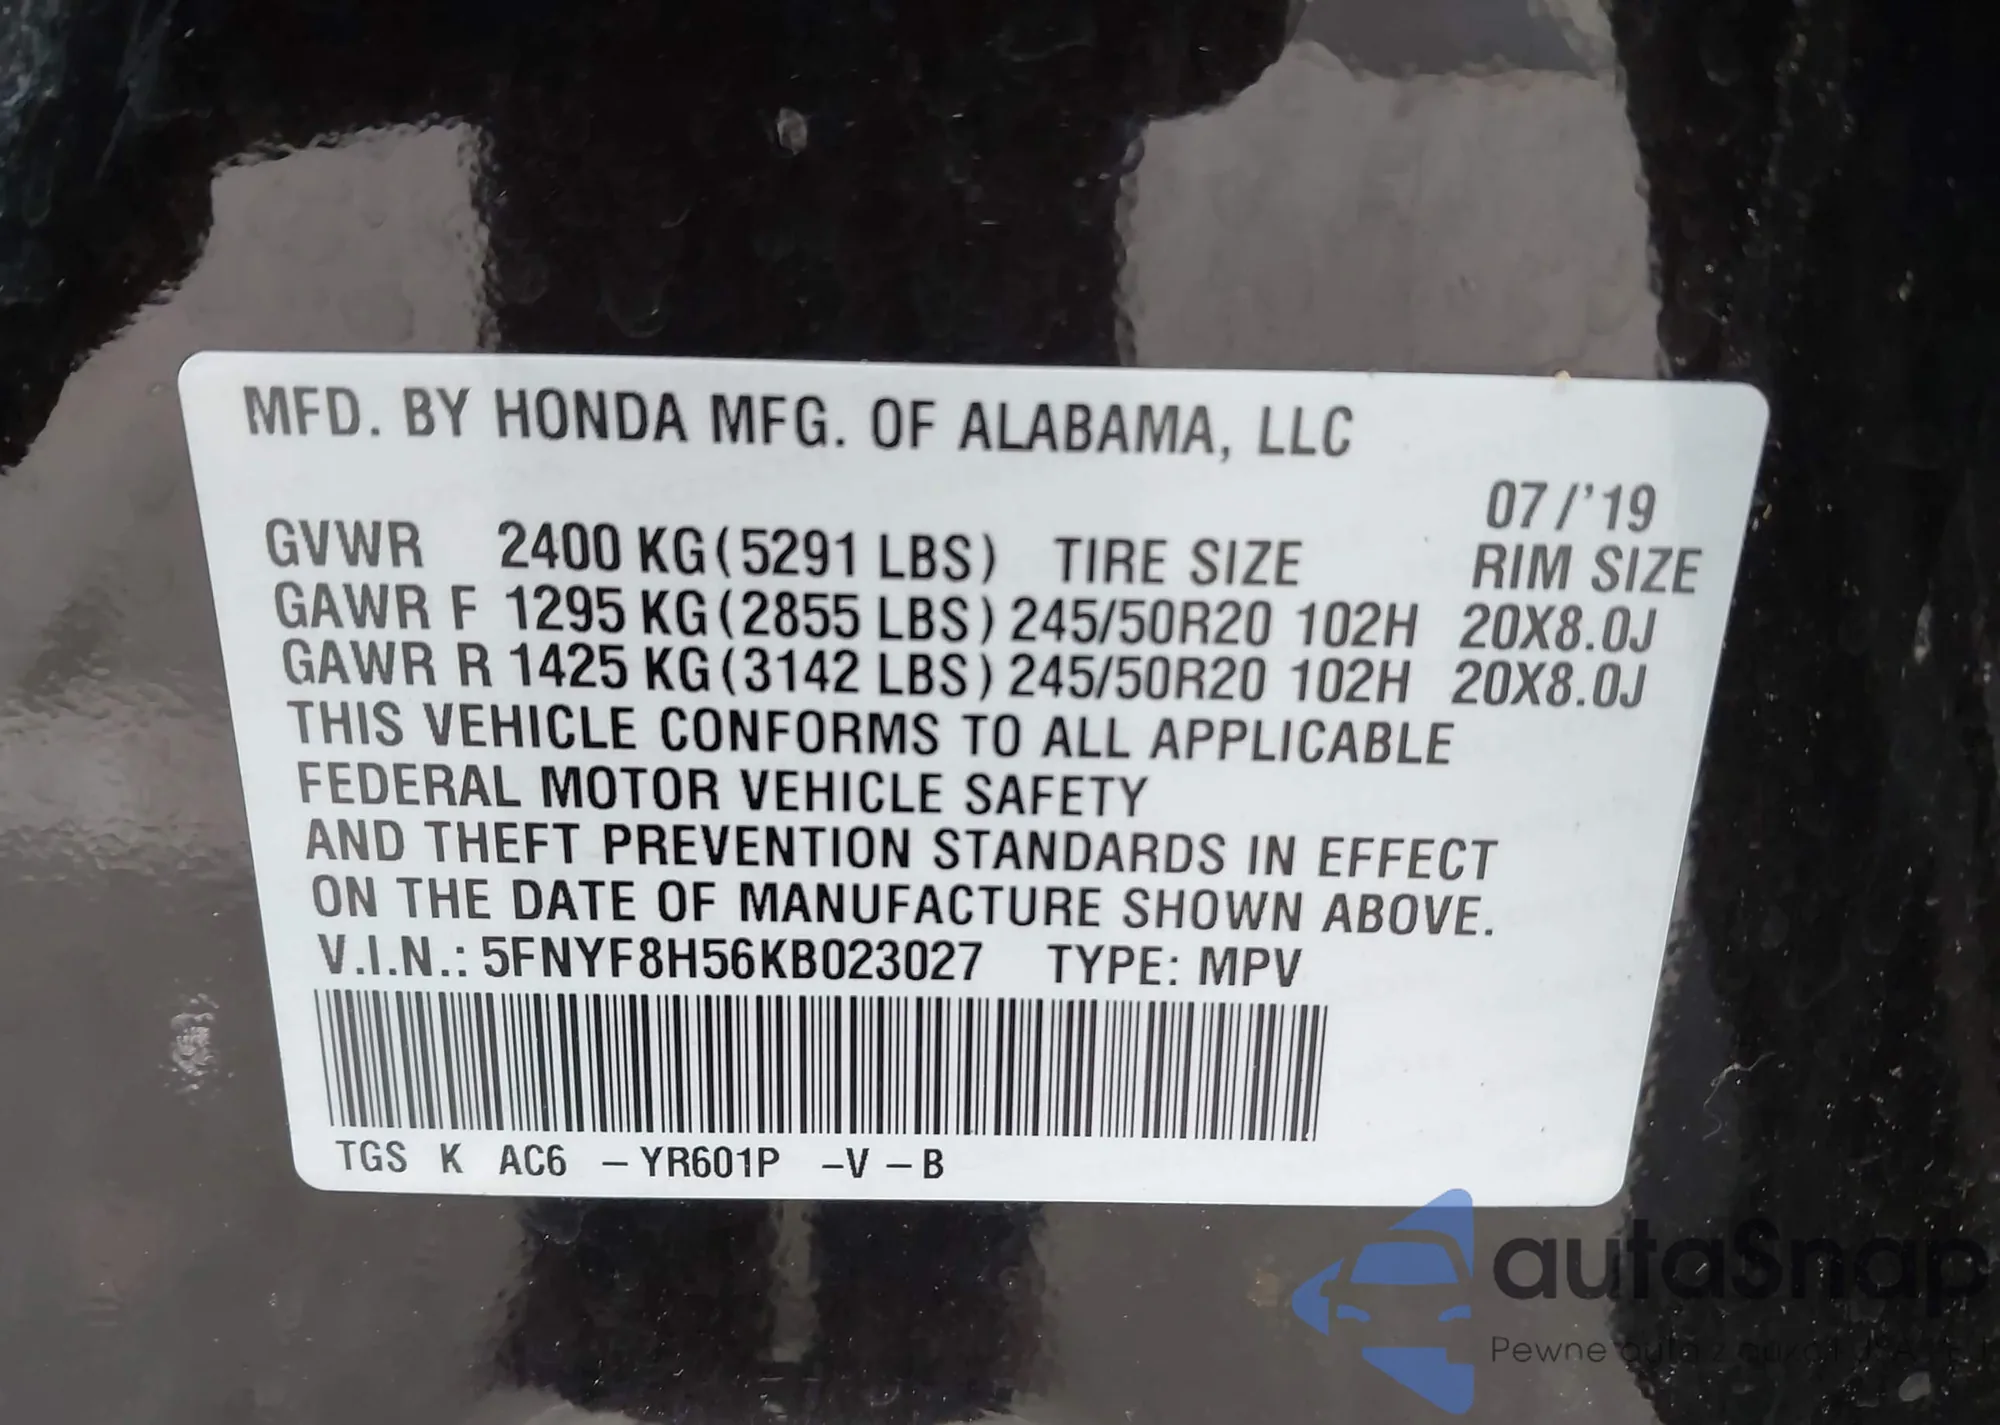 MFD. BY HONDA MFG. OF ALABAMA, LLC
07/'19
GVWR 2400 KG (5291 LBS) TIRE SIZE RIM SIZE
GAWR F 1295 KG (2855 LBS) 245/50R20 102H 20X8.0J
GAWR R 1425 KG (3142 LBS) 245/50R20 102H 20X8.0J
THIS VEHICLE CONFORMS TO ALL APPLICABLE
FEDERAL MOTOR VEHICLE SAFETY
AND THEFT PREVENTION STANDARDS IN EFFECT
ON THE DATE OF MANUFACTURE SHOWN ABOVE.
V.I.N.: 5FNYF8H56KB023027 TYPE: MPV
TGS K AC6 – YR601P –V – B
autaSnap
Pewne auta z